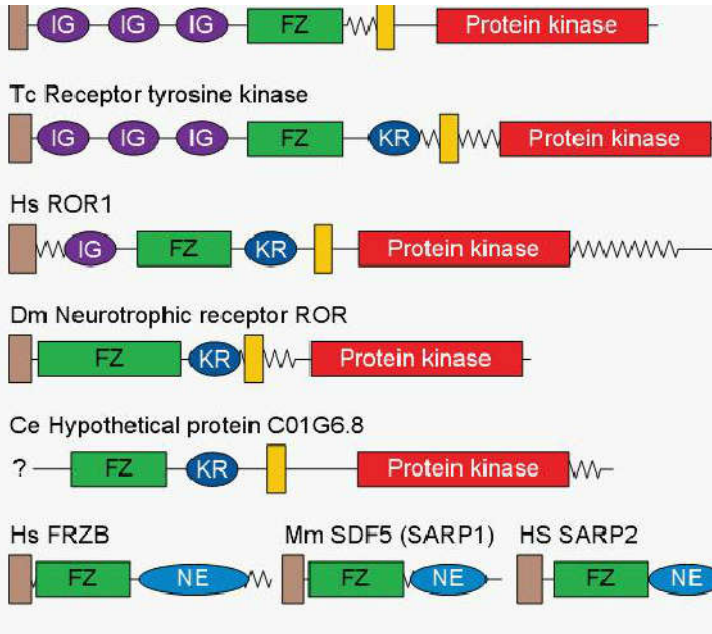 IG IG IG FZ Protein kinase
Tc Receptor tyrosine kinase
IG IG IG FZ KR Protein kinase
Hs ROR1
IG FZ KR Protein kinase
Dm Neurotrophic receptor ROR
FZ KR Protein kinase
Ce Hypothetical protein C01G6.8
? FZ KR Protein kinase
Hs FRZB Mm SDF5 (SARP1) HS SARP2
FZ NE FZ NE FZ NE